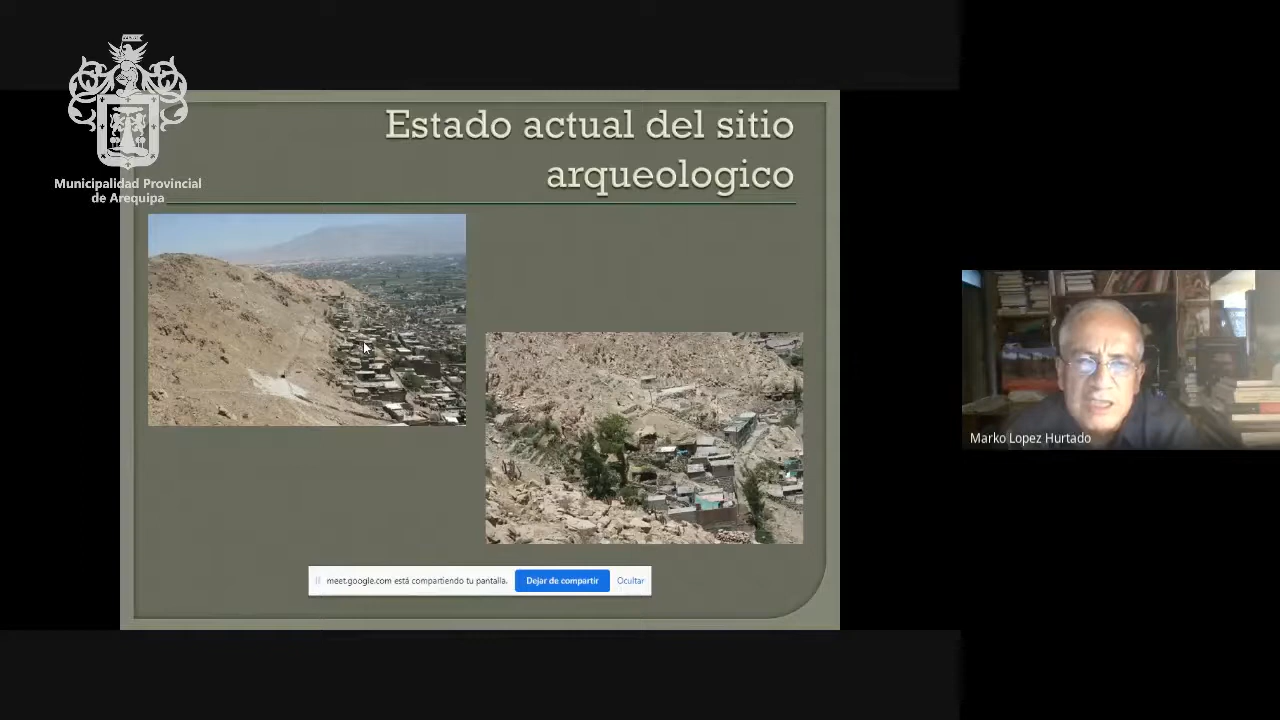 Municipalidad Provincial
de Arequipa
Estado actual del sitio
arqueologico
meet.google.com está compartiendo tu pantalla.
Dejar de compartir
Ocultar
Marko Lopez Hurtado